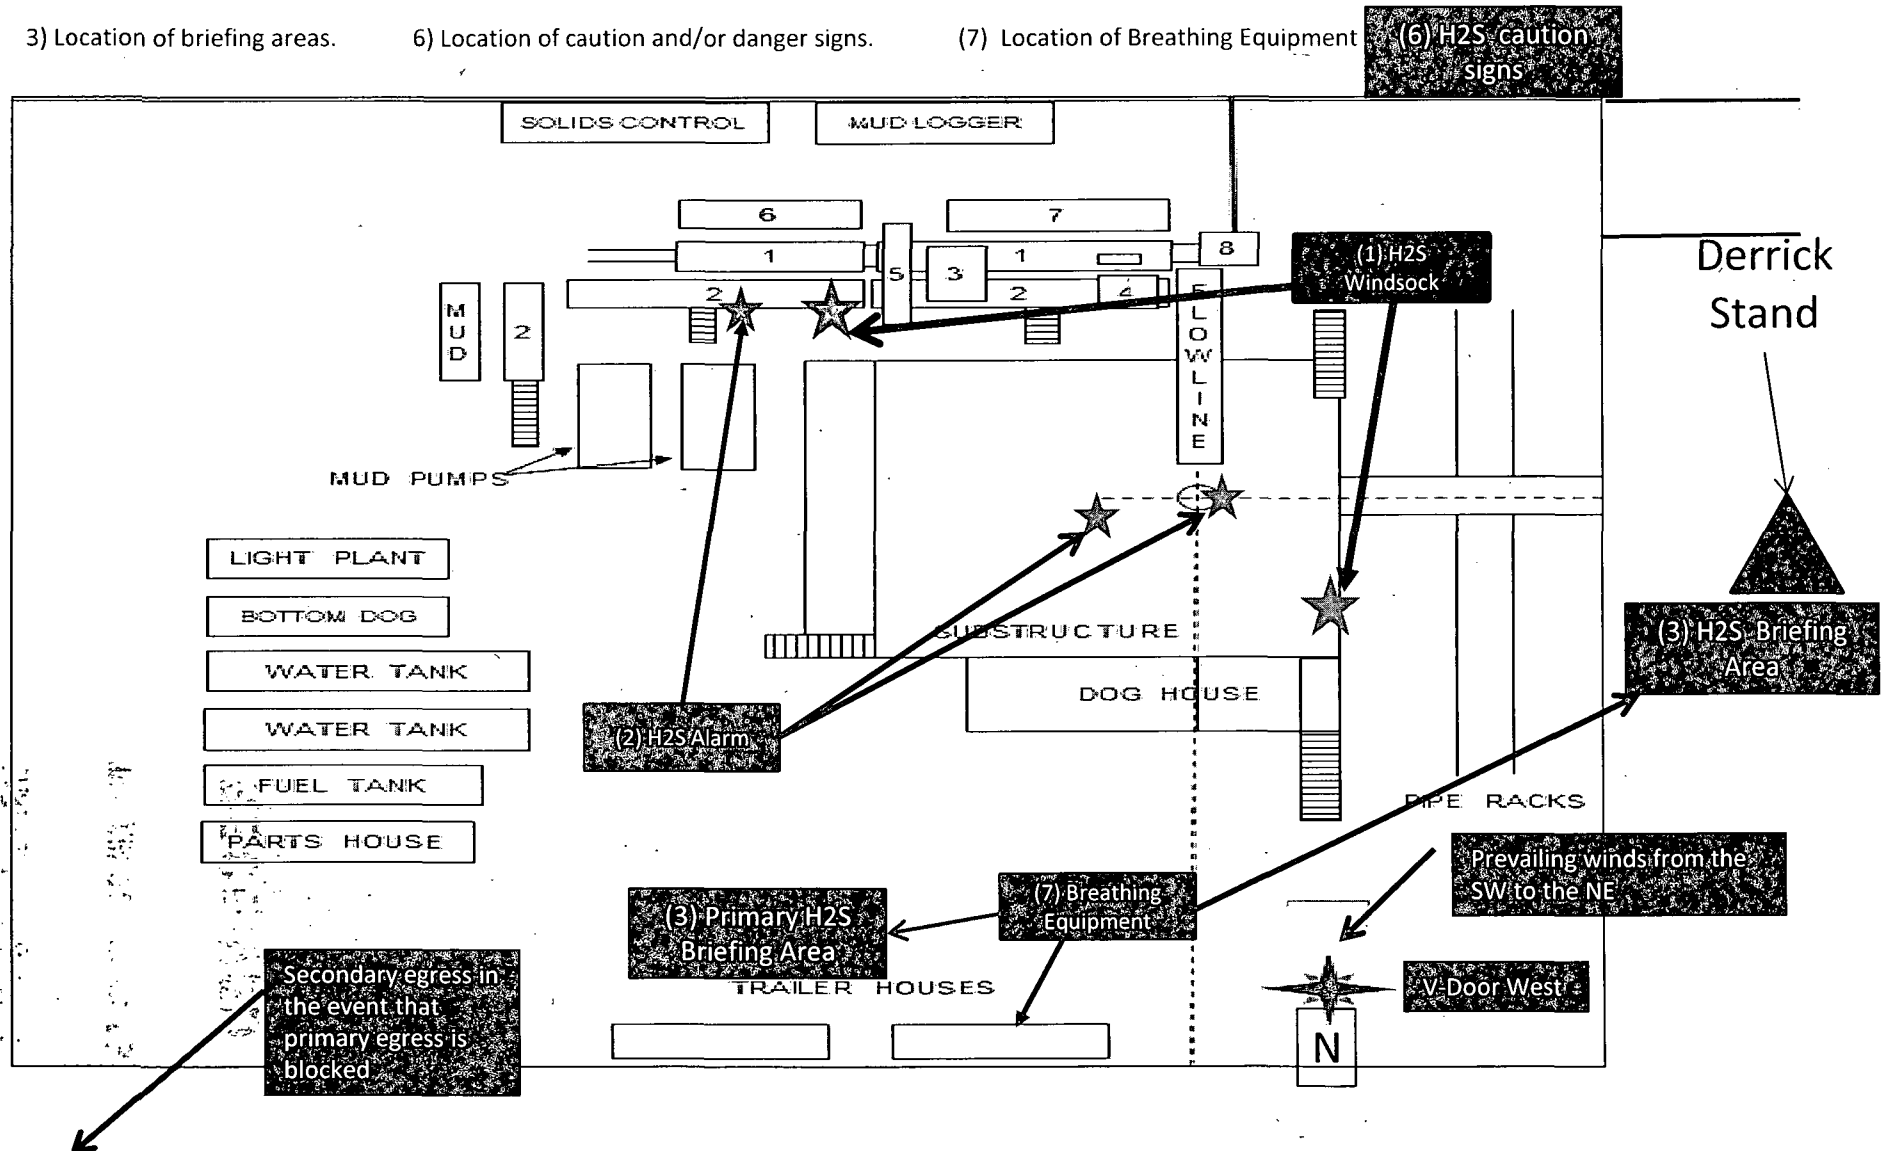 3) Location of briefing areas. 6) Location of caution and/or danger signs. (7) Location of Breathing Equipment
(6) H2S caution
signs
SOLIDS CONTROL
MUD LOGGER
6
7
1
1
8
5
3
2
2
4
(1) H2S
Windsock
Derrick
Stand
MUD
2
FLOWLINE
MUD PUMPS
LIGHT PLANT
BOTTOM DOG
WATER TANK
WATER TANK
FUEL TANK
PARTS HOUSE
SUBSTRUCTURE
DOG HOUSE
(3) H2S Briefing
Area
(2) H2S Alarm
PIPE RACKS
Prevailing winds from the
SW to the NE
(7) Breathing
Equipment
(3) Primary H2S
Briefing Area
TRAILER HOUSES
Secondary egress in
the event that
primary egress is
blocked
V-Door West
N